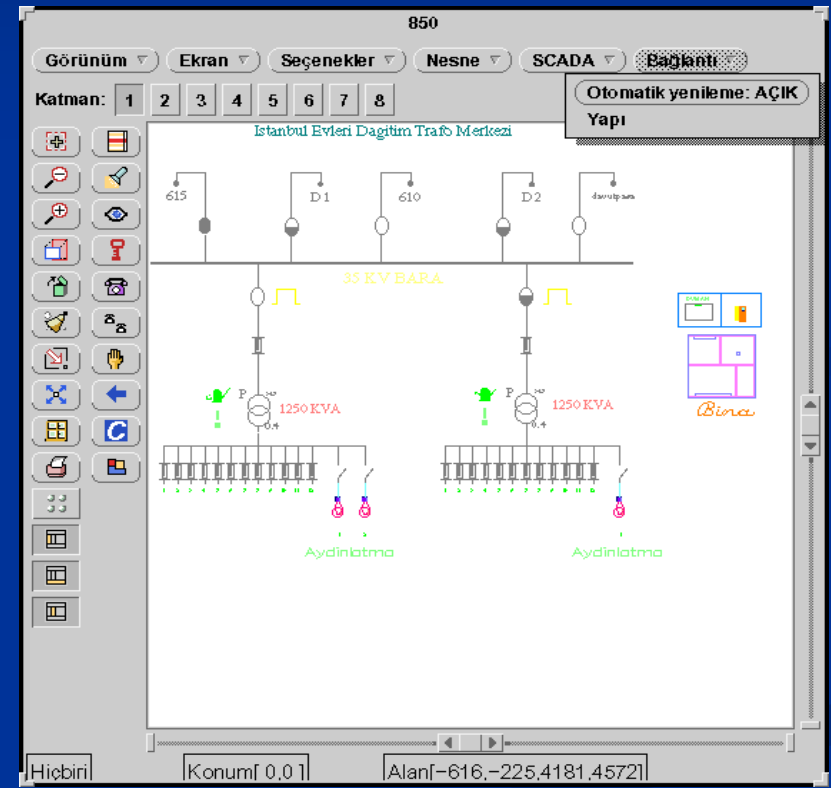 850
Görünüm Ekran Seçenekler Nesne SCADA Bağlantı
Otomatik yenileme: AÇIK
Yapı
Katman: 1 2 3 4 5 6 7 8
Istanbul Evleri Dagitim Trafo Merkezi
615 D1 610 D2 davutpasa
35 KV BARA
P 1250 KVA 0.4
P 1250 KVA 0.4
Bina
Aydinlatma Aydinlatma
Hiçbiri Konum[ 0,0 ] Alan[-616,-225,4181,4572]